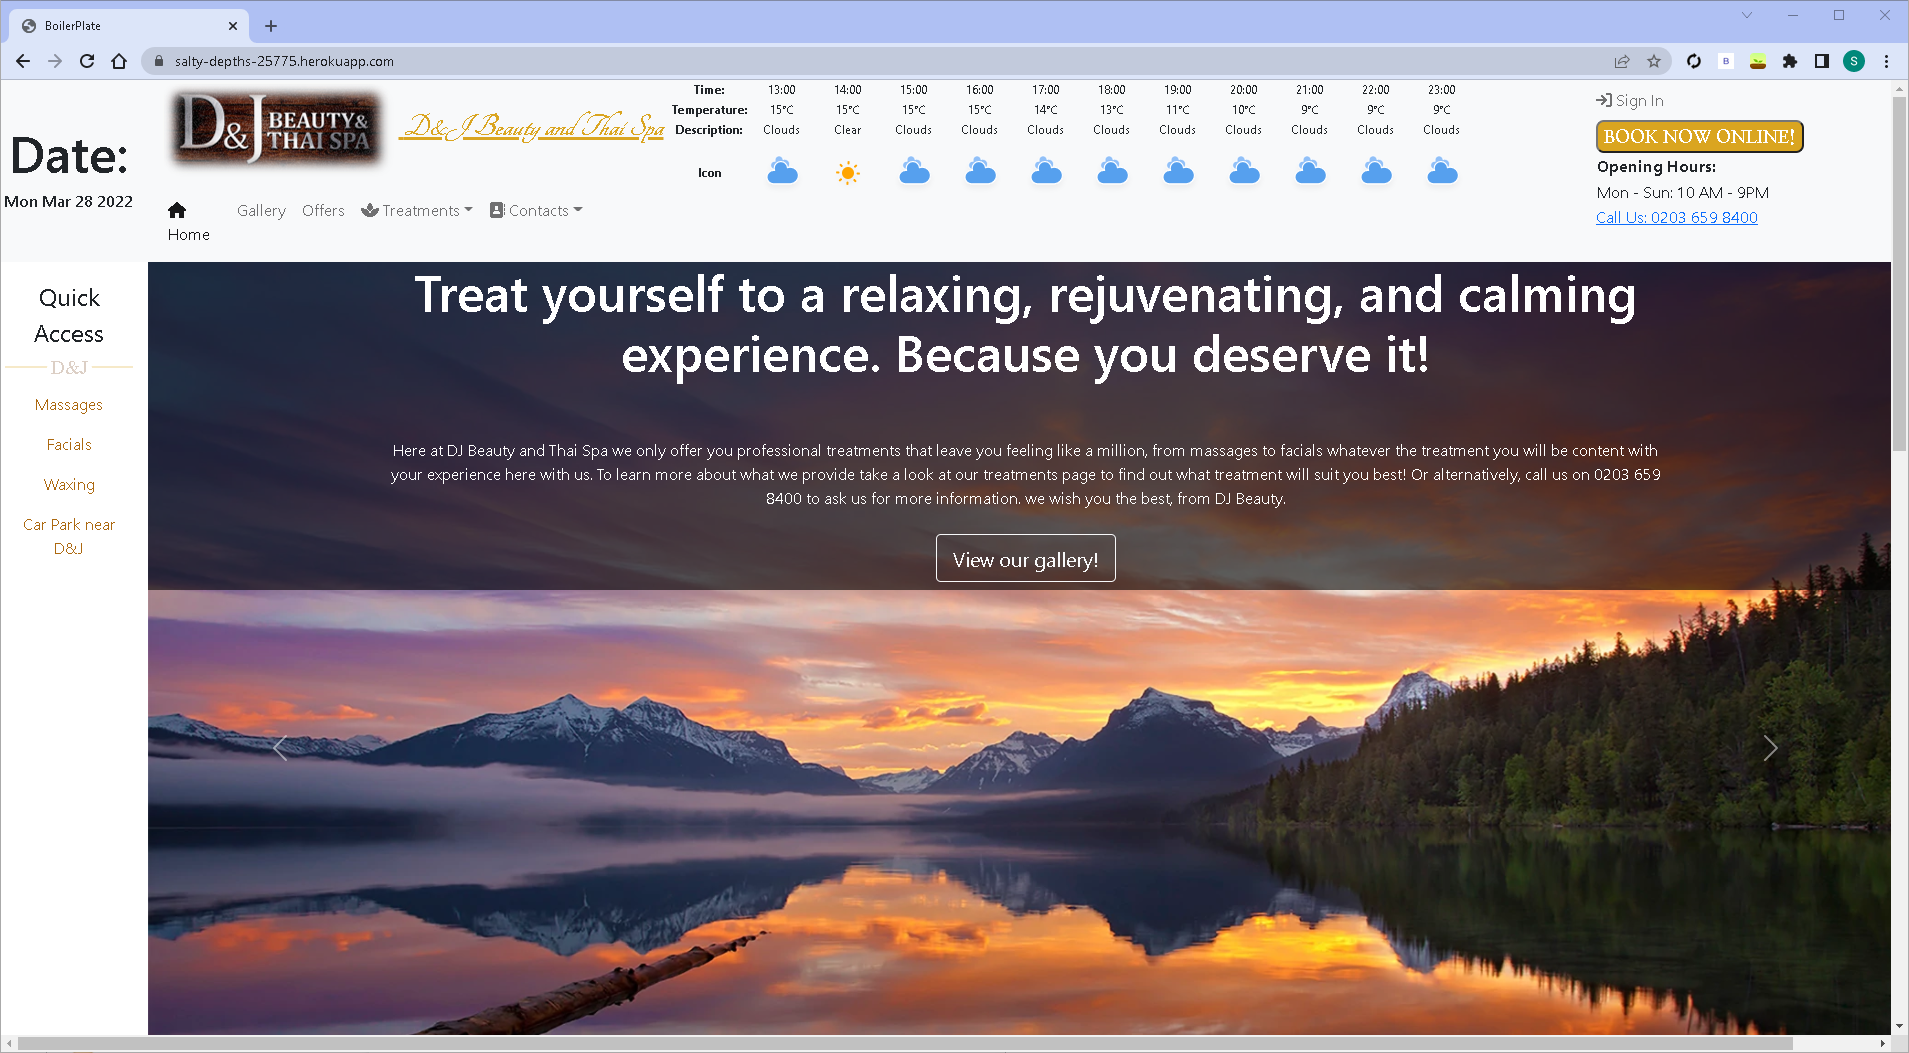 BoilerPlate
salty-depths-25775.herokuapp.com
B
S
Date:
Mon Mar 28 2022
D&J BEAUTY& THAI SPA
D&J Beauty and Thai Spa
Time: 13:00 14:00 15:00 16:00 17:00 18:00 19:00 20:00 21:00 22:00 23:00
Temperature: 15°C 15°C 15°C 15°C 14°C 13°C 11°C 10°C 9°C 9°C 9°C
Description: Clouds Clear Clouds Clouds Clouds Clouds Clouds Clouds Clouds Clouds Clouds
Icon
Sign In
BOOK NOW ONLINE!
Opening Hours:
Mon - Sun: 10 AM - 9PM
Call Us: 0203 659 8400
Home
Gallery Offers Treatments Contacts
Quick
Access
D&J
Massages
Facials
Waxing
Car Park near
D&J
Treat yourself to a relaxing, rejuvenating, and calming
experience. Because you deserve it!
Here at DJ Beauty and Thai Spa we only offer you professional treatments that leave you feeling like a million, from massages to facials whatever the treatment you will be content with
your experience here with us. To learn more about what we provide take a look at our treatments page to find out what treatment will suit you best! Or alternatively, call us on 0203 659
8400 to ask us for more information. we wish you the best, from DJ Beauty.
View our gallery!